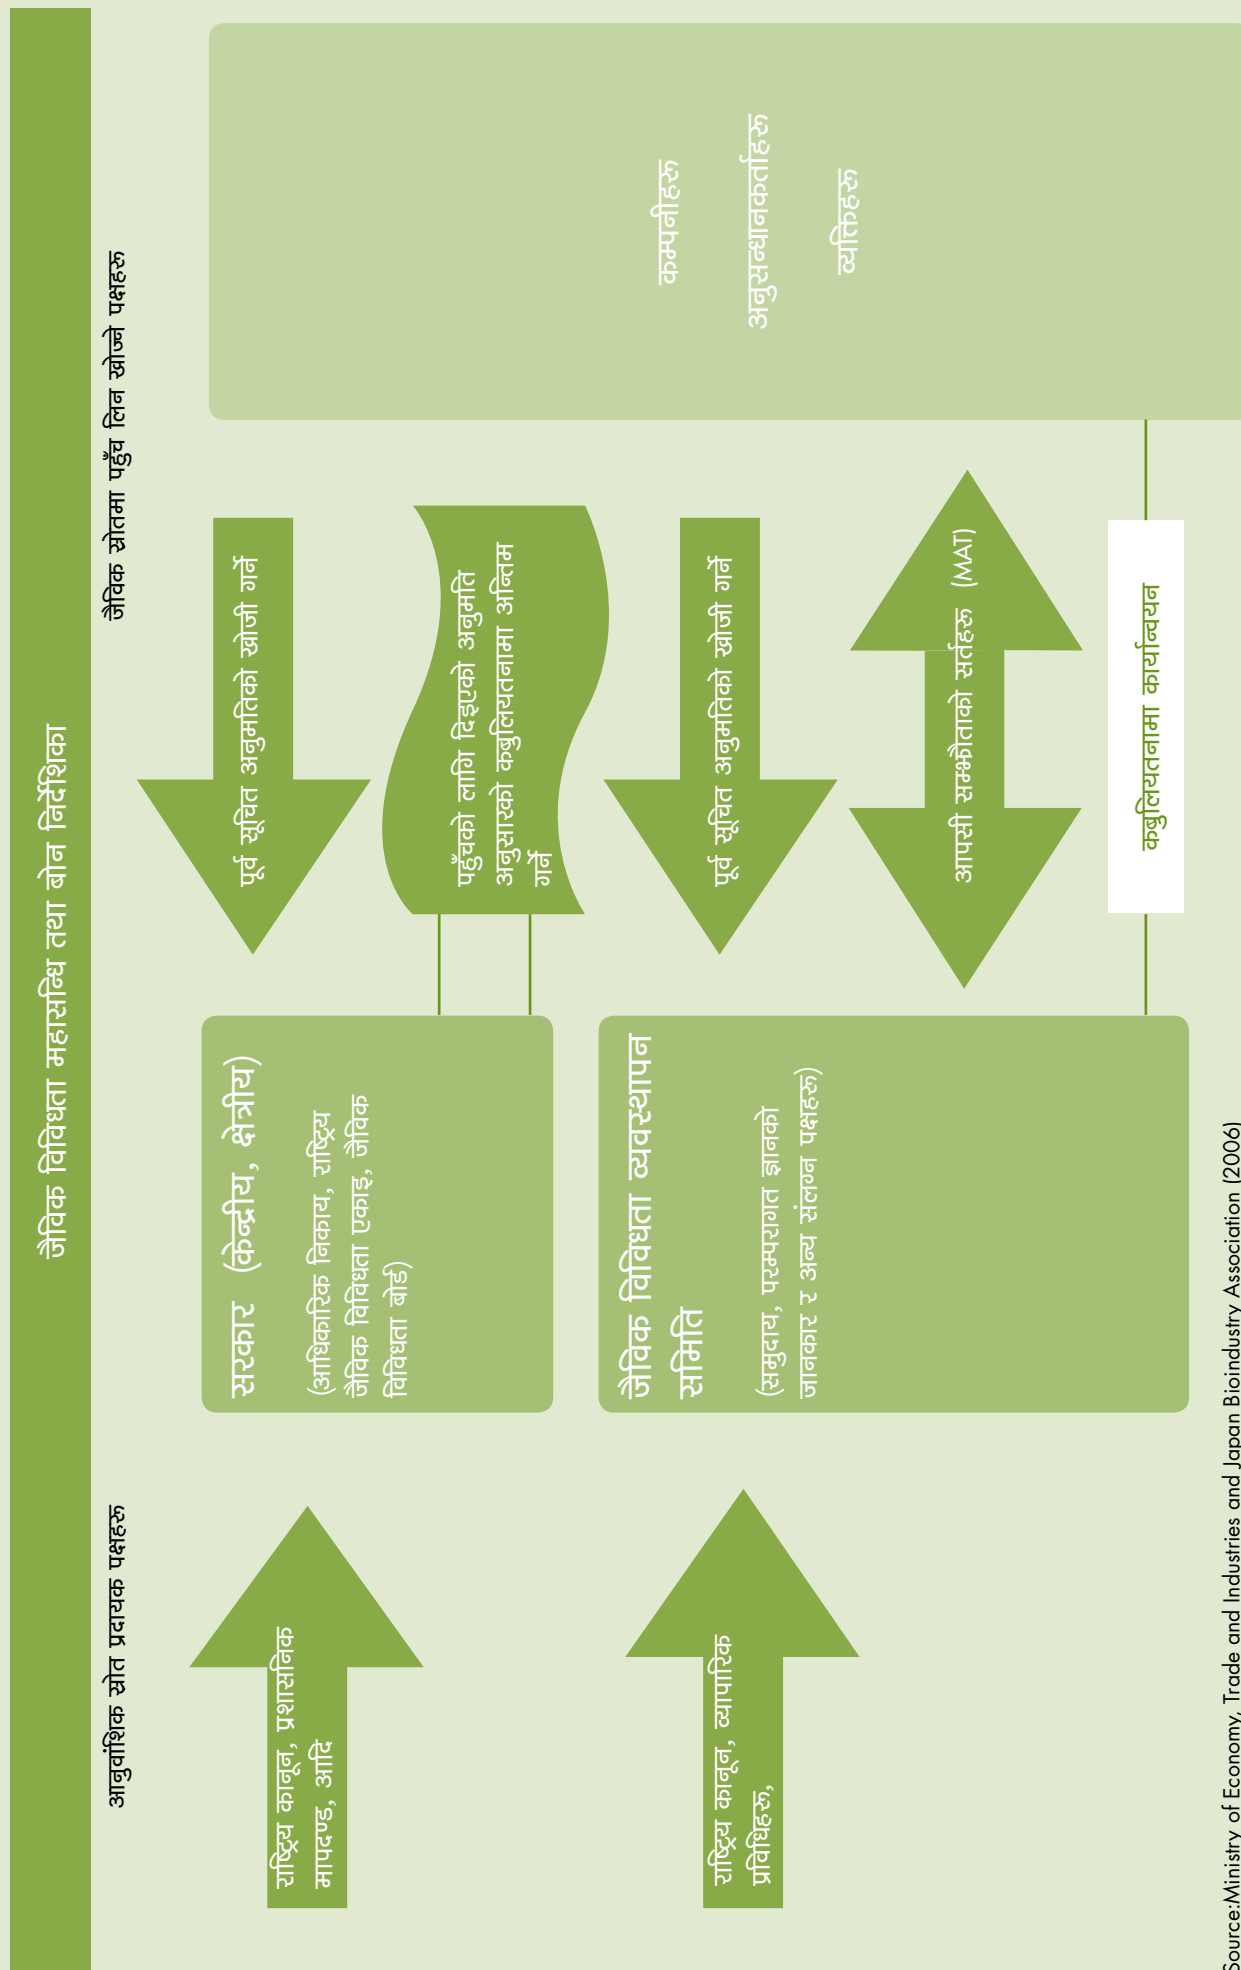 जैविक विविधता महासन्धि तथा बोन निर्देशिका
आनुवांशिक स्रोत प्रदायक पक्षहरू
जैविक स्रोतमा पहुँच लिन खोज्ने पक्षहरू
राष्ट्रिय कानून, प्रशासनिक
मापदण्ड, आदि
सरकार (केन्द्रीय, क्षेत्रीय)
(आधिकारिक निकाय, राष्ट्रिय
जैविक विविधता एकाइ, जैविक
विविधता बोर्ड)
पूर्व सूचित अनुमतिको खोजी गर्ने
पहुँचको लागि दिइएको अनुमति
अनुसारको कबुलियतनामा अन्तिम
गर्ने
राष्ट्रिय कानून, व्यापारिक
प्रविधिहरू,
जैविक विविधता व्यवस्थापन
समिति
(समुदाय, परम्परागत ज्ञानको
जानकार र अन्य संलग्न पक्षहरू)
पूर्व सूचित अनुमतिको खोजी गर्ने
आपसी सम्झौताको सर्तहरू (MAT)
कबुलियतनामा कार्यान्वयन
कम्पनीहरू
अनुसन्धानकर्ताहरू
व्यक्तिहरू
Source:Ministry of Economy, Trade and Industries and Japan Bioindustry Association (2006)